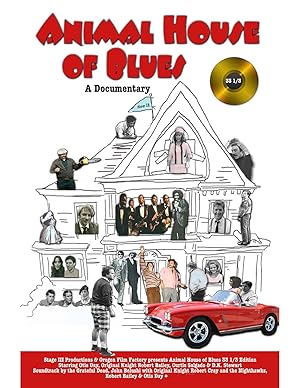 Animal House
of Blues
A Documentary
33 1/3
Stage III Productions & Oregon Film Factory presents Animal House of Blues 33 1/3 Edition
Starring Otis Day, Original Knight Robert Bailey, Curtis Salgado & D.K. Stewart
Soundtrack by the Grateful Dead, John Belushi with Original Knight Robert Cray and the Nighthawks,
Robert Bailey & Otis Day